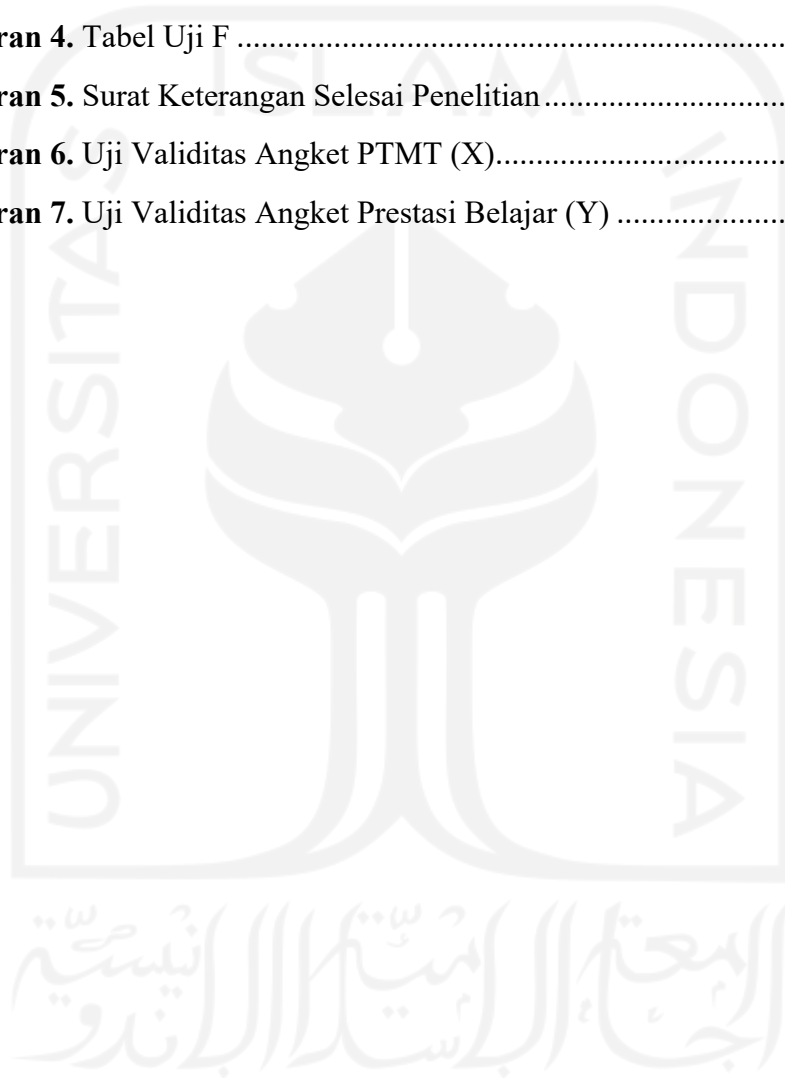 ran 4. Tabel Uji F ....................................................................
ran 5. Surat Keterangan Selesai Penelitian ..............................
ran 6. Uji Validitas Angket PTMT (X)....................................
ran 7. Uji Validitas Angket Prestasi Belajar (Y) .....................
ISLAM
UNIVERSITAS
INDONESIA